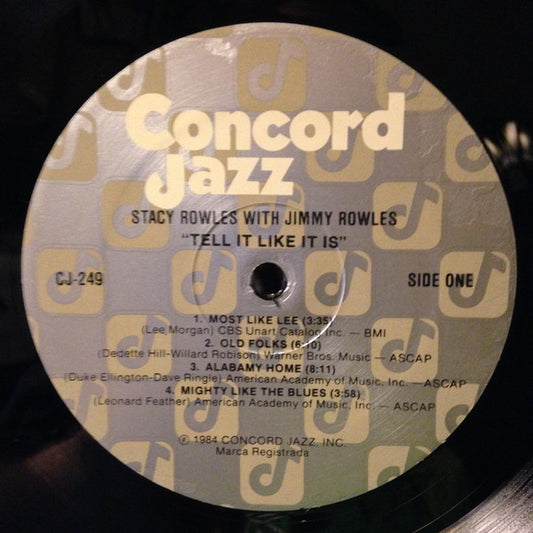 Concord
Jazz
STACY ROWLES WITH JIMMY ROWLES
"TELL IT LIKE IT IS"
CJ-249
SIDE ONE
1. MOST LIKE LEE (3:35)
(Lee Morgan) CBS Unart Catalog Inc. — BMI
2. OLD FOLKS (6:10)
(Dedette Hill-Willard Robison) Warner Bros. Music — ASCAP
3. ALABAMY HOME (8:11)
(Duke Ellington-Dave Ringle) American Academy of Music, Inc. — ASCAP
4. MIGHTY LIKE THE BLUES (3:58)
(Leonard Feather) American Academy of Music, Inc. — ASCAP
℗ 1984 CONCORD JAZZ, INC.
Marca Registrada